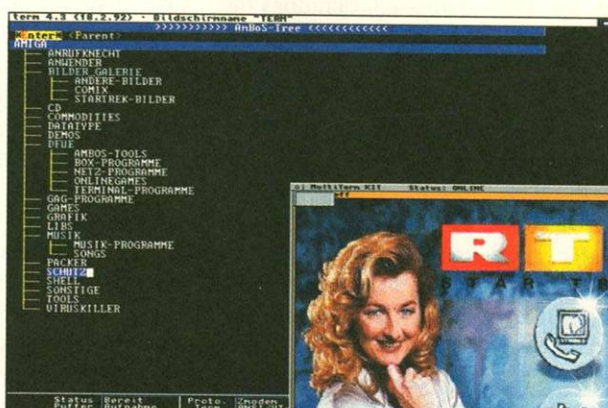 term 4.3 (18.2.92) · Bildschirmname "TERM"
>>>>>>>>>>> AmBoS-Tree <<<<<<<<<<<<
Enter <Parent>
AMIGA
ANRUFKNECHT
ANWENDER
BILDER_GALERIE
ANDERE-BILDER
COMIX
STARTREK-BILDER
CD
COMMODITIES
DATATYPE
DEMOS
DFUE
AMBOS-TOOLS
BOX-PROGRAMME
NETZ-PROGRAMME
ONLINEGAMES
TERMINAL-PROGRAMME
GAG-PROGRAMME
GAMES
GRAFIK
LIBS
MUSIK
MUSIK-PROGRAMME
SONGS
PACKER
SCHUTZ
SHELL
SONSTIGE
TOOLS
VIRUSKILLER
Status Bereit Proto. Zmodem
Puffer Aufnahme Term.
MultiTerm KIT Status: ONLINE
RT